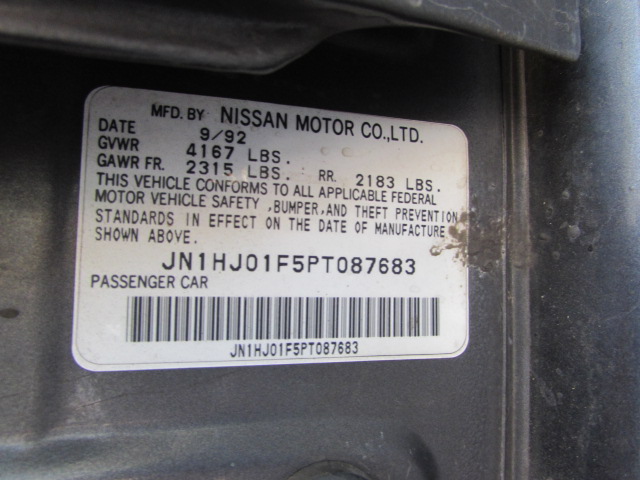 MFD. BY NISSAN MOTOR CO.,LTD.
DATE 9/92
GVWR 4167 LBS.
GAWR FR. 2315 LBS. RR. 2183 LBS.
THIS VEHICLE CONFORMS TO ALL APPLICABLE FEDERAL
MOTOR VEHICLE SAFETY ,BUMPER,AND THEFT PREVENTION
STANDARDS IN EFFECT ON THE DATE OF MANUFACTURE
SHOWN ABOVE.
JN1HJ01F5PT087683
PASSENGER CAR
JN1HJ01F5PT087683